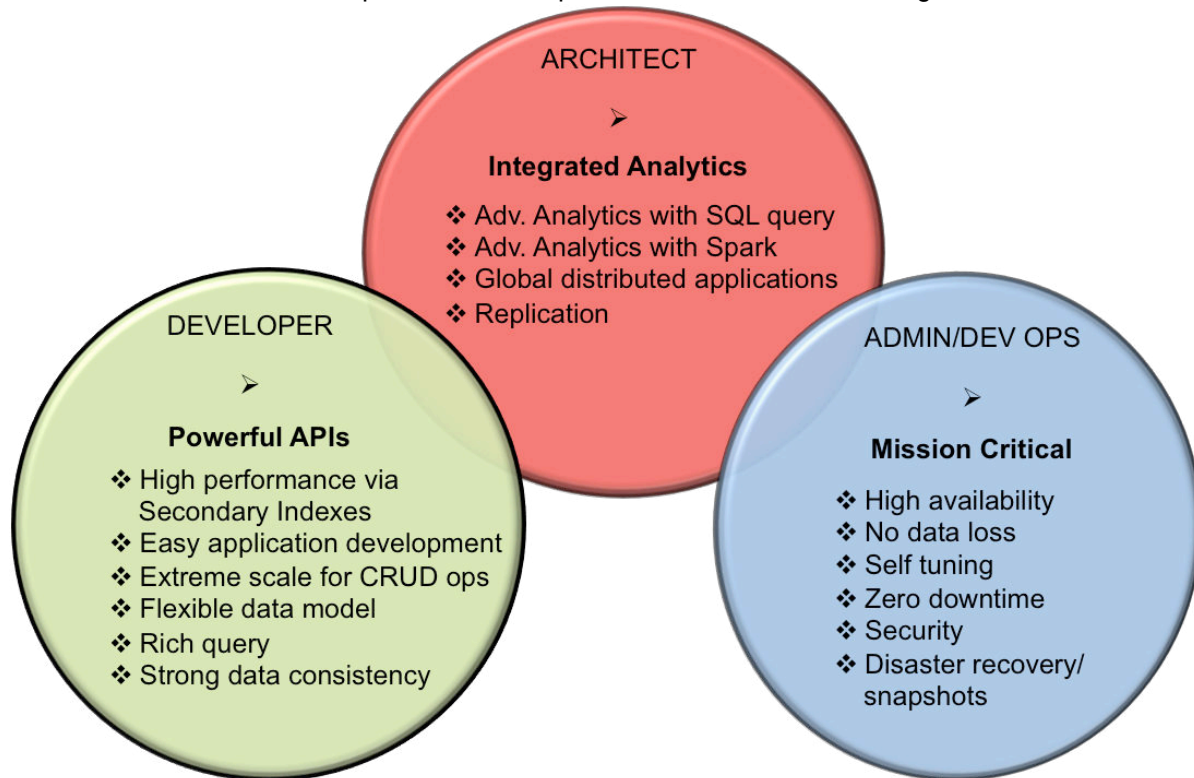 ARCHITECT
➢
Integrated Analytics
❖ Adv. Analytics with SQL query
❖ Adv. Analytics with Spark
❖ Global distributed applications
❖ Replication
DEVELOPER
➢
Powerful APIs
❖ High performance via
Secondary Indexes
❖ Easy application development
❖ Extreme scale for CRUD ops
❖ Flexible data model
❖ Rich query
❖ Strong data consistency
ADMIN/DEV OPS
➢
Mission Critical
❖ High availability
❖ No data loss
❖ Self tuning
❖ Zero downtime
❖ Security
❖ Disaster recovery/
snapshots